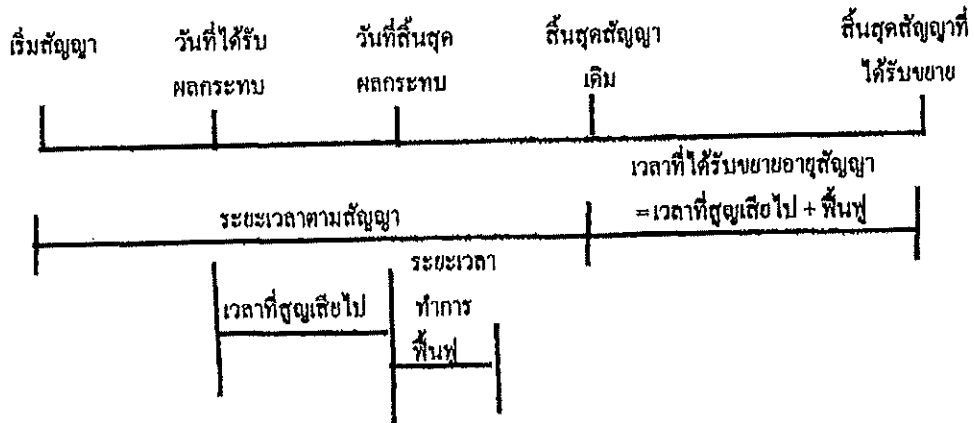 เริ่มสัญญา
วันที่ได้รับ
ผลกระทบ
วันที่สิ้นสุด
ผลกระทบ
สิ้นสุดสัญญา
เดิม
สิ้นสุดสัญญาที่
ได้รับขยาย
เวลาที่ได้รับขยายอายุสัญญา
=เวลาที่สูญเสียไป + ฟื้นฟู
ระยะเวลาตามสัญญา
ระยะเวลา
ทำการ
ฟื้นฟู
เวลาที่สูญเสียไป